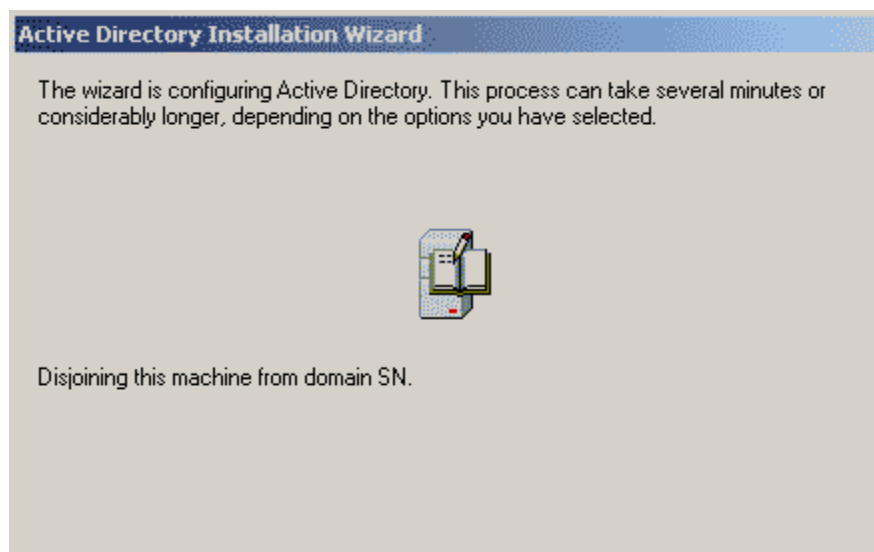 Active Directory Installation Wizard
The wizard is configuring Active Directory. This process can take several minutes or
considerably longer, depending on the options you have selected.
Disjoining this machine from domain SN.